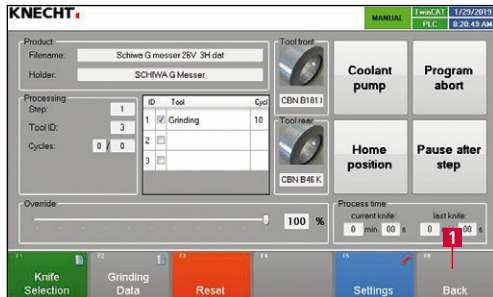 KNECHT.
MANUAL
TwinCAT
PLC
1/29/2019
8:20:49 AM
Product:
Filename: Schiwa G messer 26V 3H.dat
Holder: SCHIWA G Messer
Tool front
CBN B181 I
Tool rear
CBN B46 K
Coolant pump
Program abort
Home position
Pause after step
Processing
Step: 1
Tool ID: 3
Cycles: 0 / 0
ID Tool Cycl
1 Grinding 10
2
3
Override
100 %
Process time
current knife: last knife:
0 min. 00 s 0 00 s
1
F1 Knife Selection
F2 Grinding Data
F3 Reset
F4
F5 Settings
F6 Back